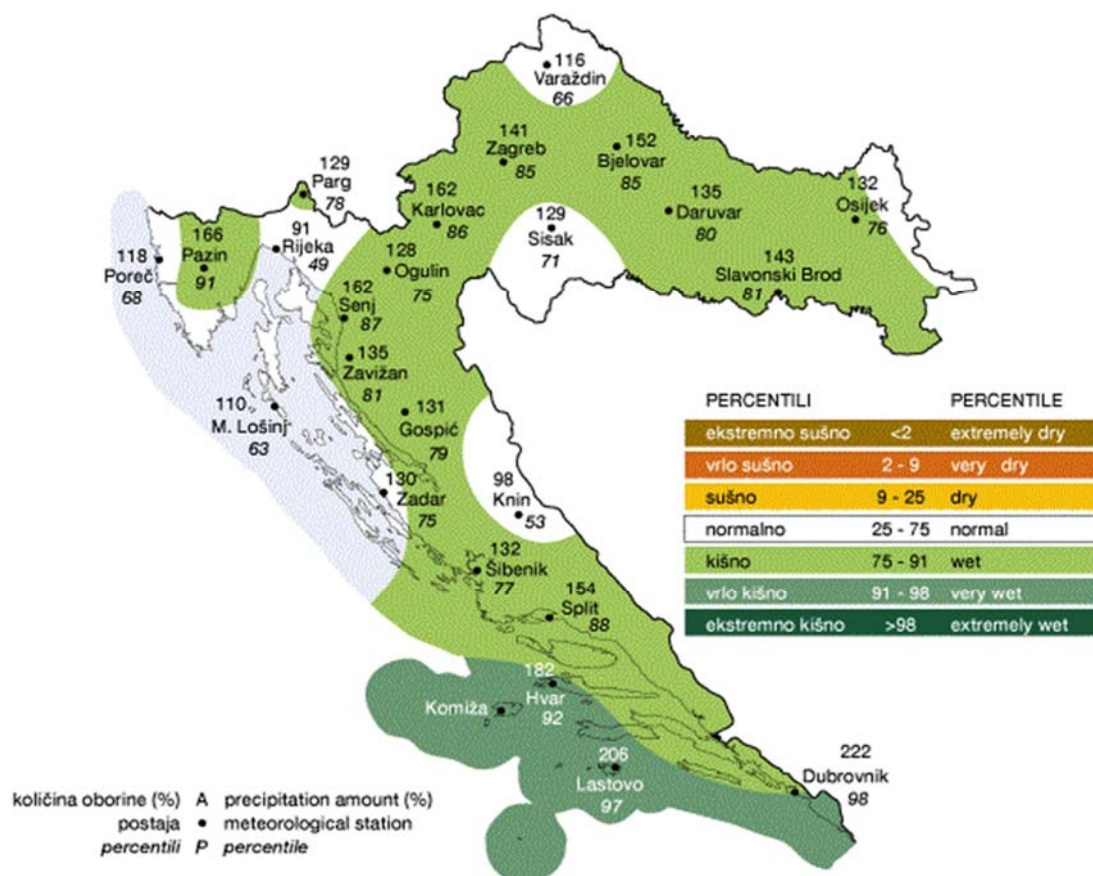 116
Varaždin
66
141
Zagreb
85
152
Bjelovar
85
129
Parg
78
162
Karlovac
86
135
Daruvar
80
132
Osijek
76
129
Sisak
71
166
Pazin
91
91
Rijeka
49
118
Poreč
68
128
Ogulin
75
143
Slavonski Brod
81
162
Senj
87
135
Zavižan
81
110
M. Lošinj
63
131
Gospić
79
130
Zadar
75
98
Knin
53
132
Šibenik
77
154
Split
88
182
Hvar
92
Komiža
206
Lastovo
97
222
Dubrovnik
98
PERCENTILI PERCENTILE
ekstremno sušno <2 extremely dry
vrlo sušno 2 - 9 very dry
sušno 9 - 25 dry
normalno 25 - 75 normal
kišno 75 - 91 wet
vrlo kišno 91 - 98 very wet
ekstremno kišno >98 extremely wet
količina oborine (%) A precipitation amount (%)
postaja • meteorological station
percentili P percentile